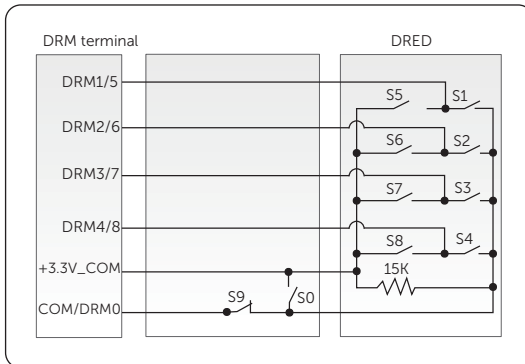 DRM terminal DRED
DRM1/5
S5 S1
DRM2/6
S6 S2
DRM3/7
S7 S3
DRM4/8
S8 S4
+3.3V_COM
15K
S9 S0
COM/DRM0